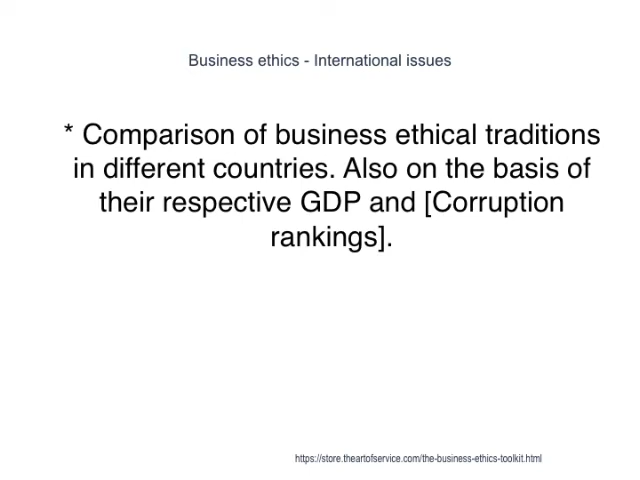 Business ethics - International issues
* Comparison of business ethical traditions
in different countries. Also on the basis of
their respective GDP and [Corruption
rankings].
https://store.theartofservice.com/the-business-ethics-toolkit.html